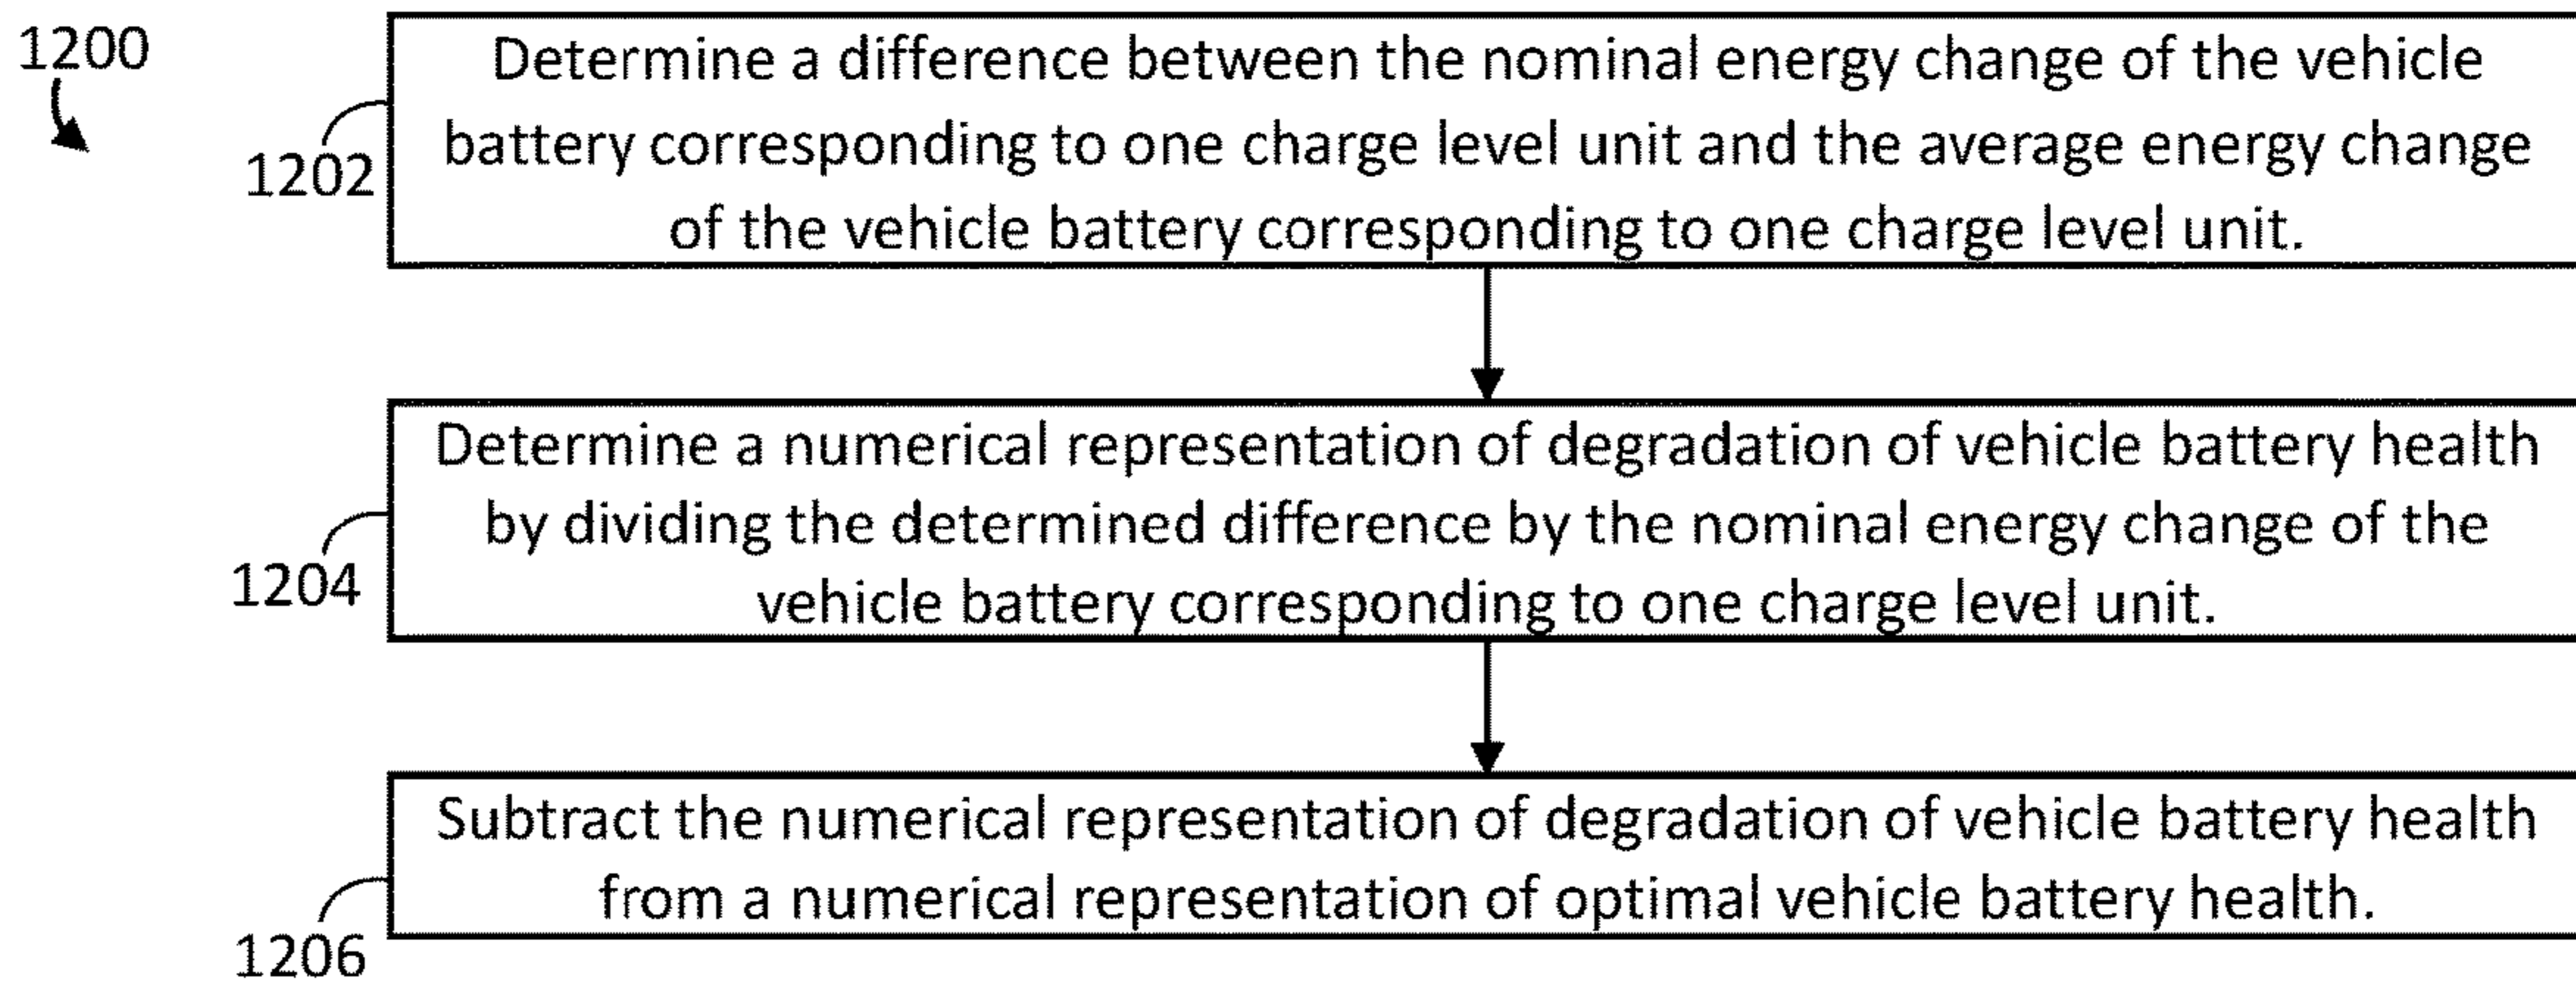 1200
Determine a difference between the nominal energy change of the vehicle
battery corresponding to one charge level unit and the average energy change
of the vehicle battery corresponding to one charge level unit.
1202
Determine a numerical representation of degradation of vehicle battery health
by dividing the determined difference by the nominal energy change of the
vehicle battery corresponding to one charge level unit.
1204
Subtract the numerical representation of degradation of vehicle battery health
from a numerical representation of optimal vehicle battery health.
1206